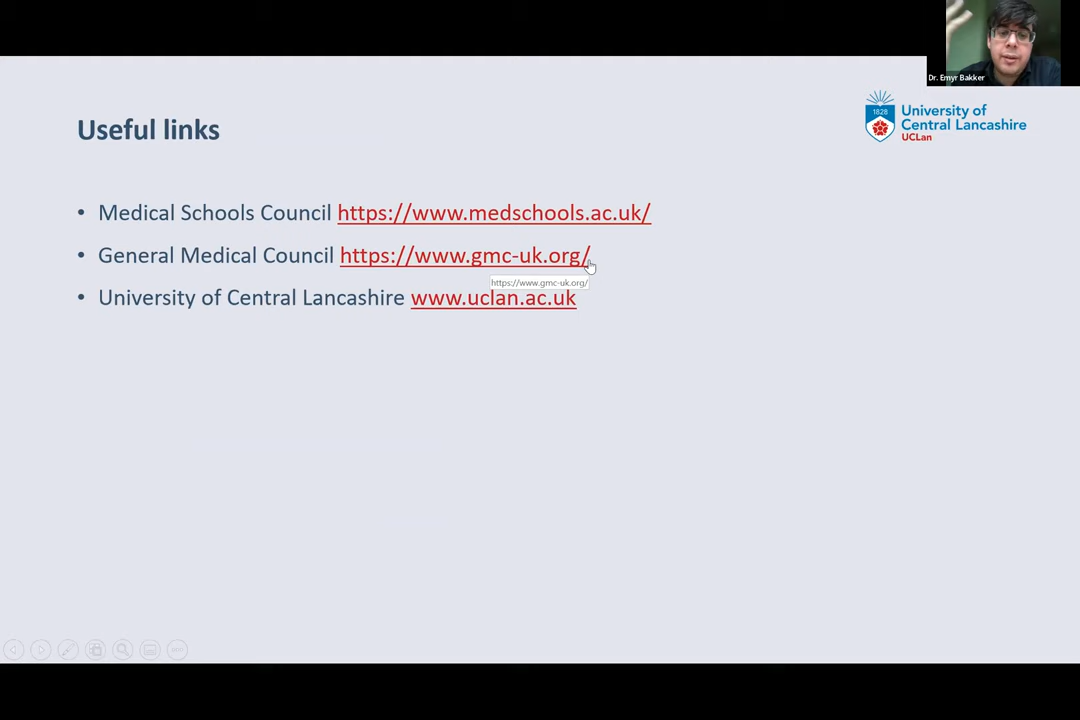 Dr. Emyr Bakker
1828
University of
Central Lancashire
UCLan
Useful links
• Medical Schools Council https://www.medschools.ac.uk/
• General Medical Council https://www.gmc-uk.org/
https://www.gmc-uk.org/
• University of Central Lancashire www.uclan.ac.uk